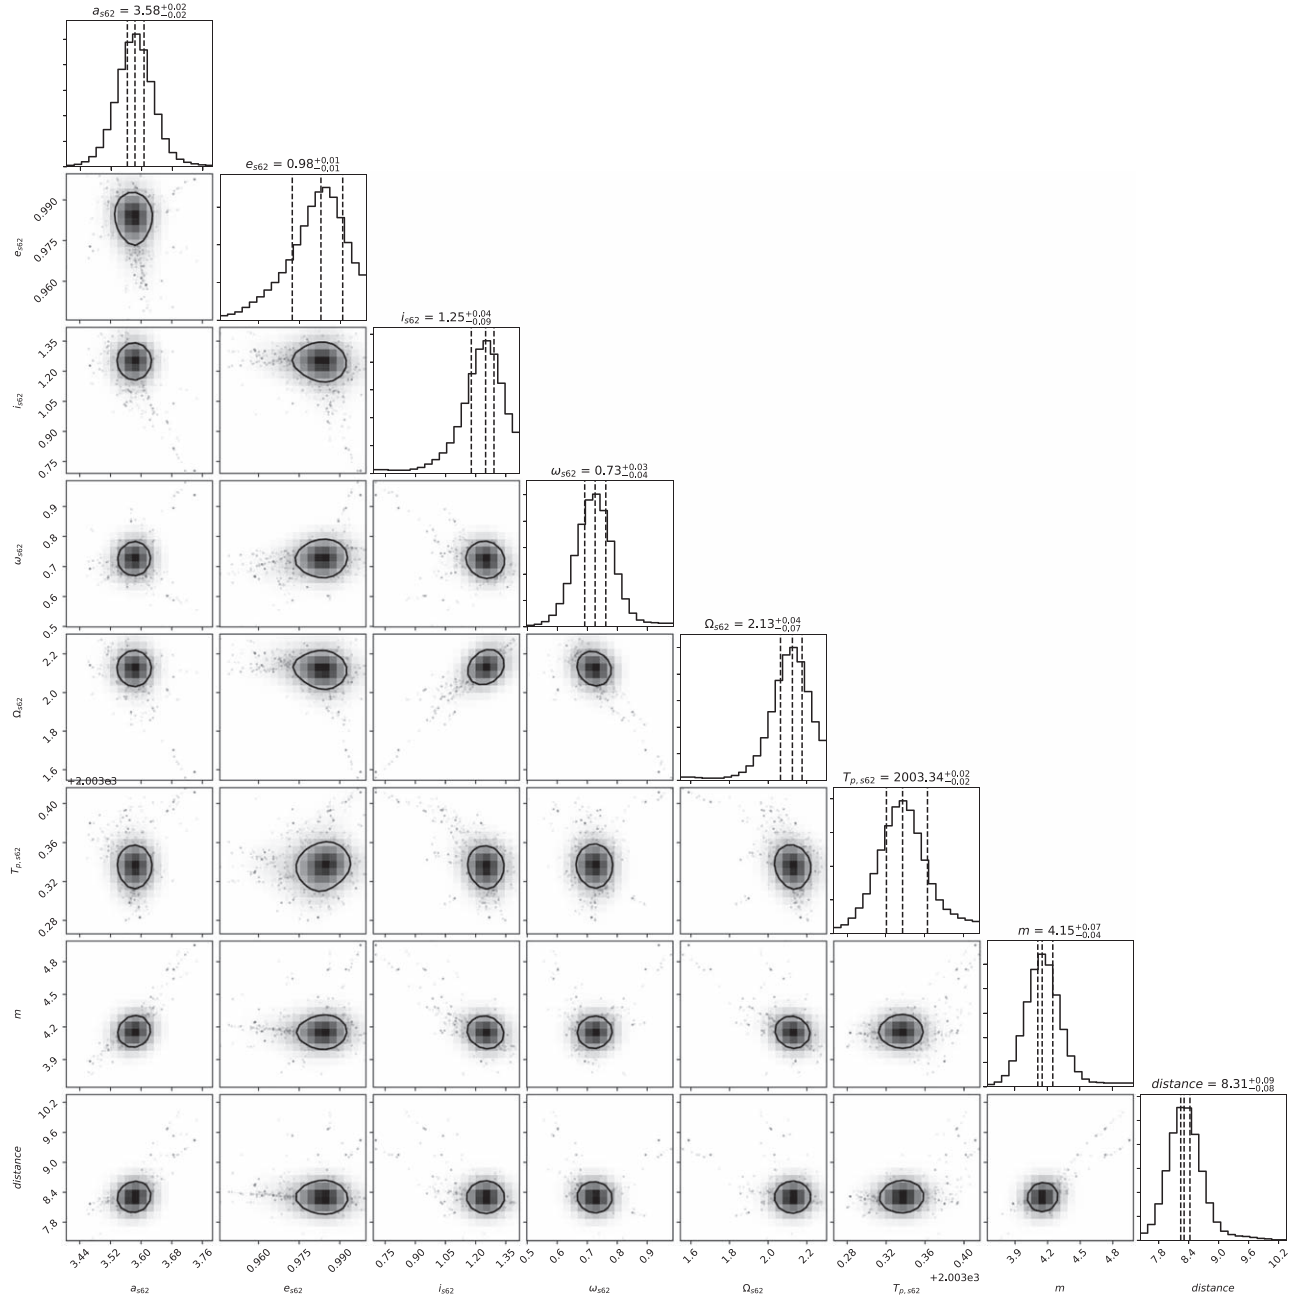 a_{s62} = 3.58^{+0.02}_{-0.02}
e_{s62} = 0.98^{+0.01}_{-0.01}
0.990
0.975
0.960
e_{s62}
i_{s62} = 1.25^{+0.04}_{-0.09}
1.35
1.20
1.05
0.90
0.75
i_{s62}
ω_{s62} = 0.73^{+0.03}_{-0.04}
0.9
0.8
0.7
0.6
0.5
ω_{s62}
Ω_{s62} = 2.13^{+0.04}_{-0.07}
2.2
2.0
1.8
1.6
Ω_{s62}
+2.003e3
T_{p,s62} = 2003.34^{+0.02}_{-0.02}
0.40
0.36
0.32
0.28
T_{p,s62}
m = 4.15^{+0.07}_{-0.04}
4.8
4.5
4.2
3.9
m
distance = 8.31^{+0.09}_{-0.08}
10.2
9.6
9.0
8.4
7.8
distance
3.44 3.52 3.60 3.68 3.76 0.960 0.975 0.990 0.75 0.90 1.05 1.20 1.35 0.5 0.6 0.7 0.8 0.9 1.6 1.8 2.0 2.2 0.28 0.32 0.36 0.40 3.9 4.2 4.5 4.8 7.8 8.4 9.0 9.6 10.2
+2.003e3
a_{s62} e_{s62} i_{s62} ω_{s62} Ω_{s62} T_{p,s62} m distance